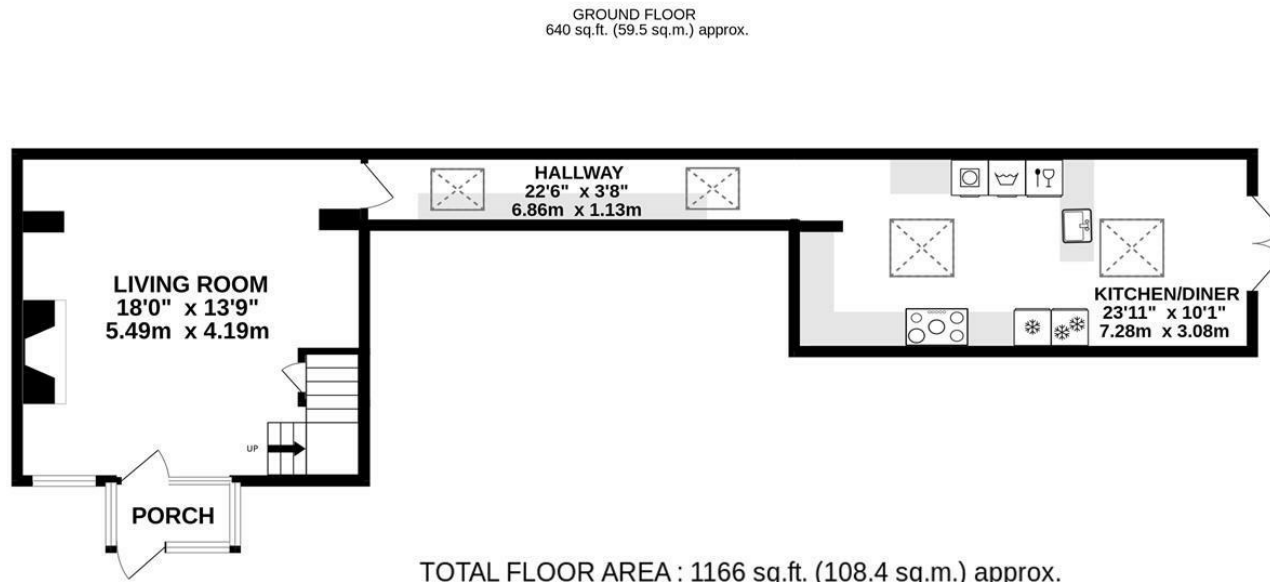 GROUND FLOOR
640 sq.ft. (59.5 sq.m.) approx.
HALLWAY
22'6" x 3'8"
6.86m x 1.13m
LIVING ROOM
18'0" x 13'9"
5.49m x 4.19m
KITCHEN/DINER
23'11" x 10'1"
7.28m x 3.08m
UP
PORCH
TOTAL FLOOR AREA : 1166 sq.ft. (108.4 sq.m.) approx.